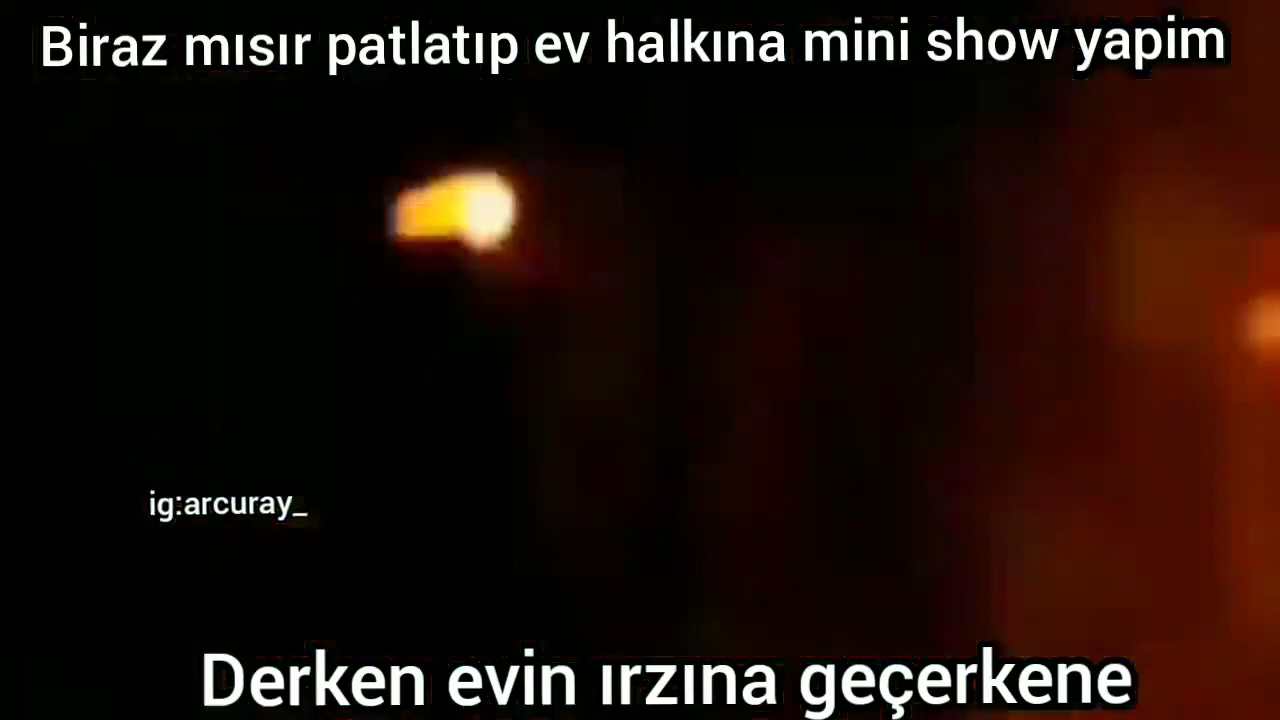 Biraz mısır patlatıp ev halkına mini show yapim
ig:arcuray_
Derken evin ırzına geçerkene